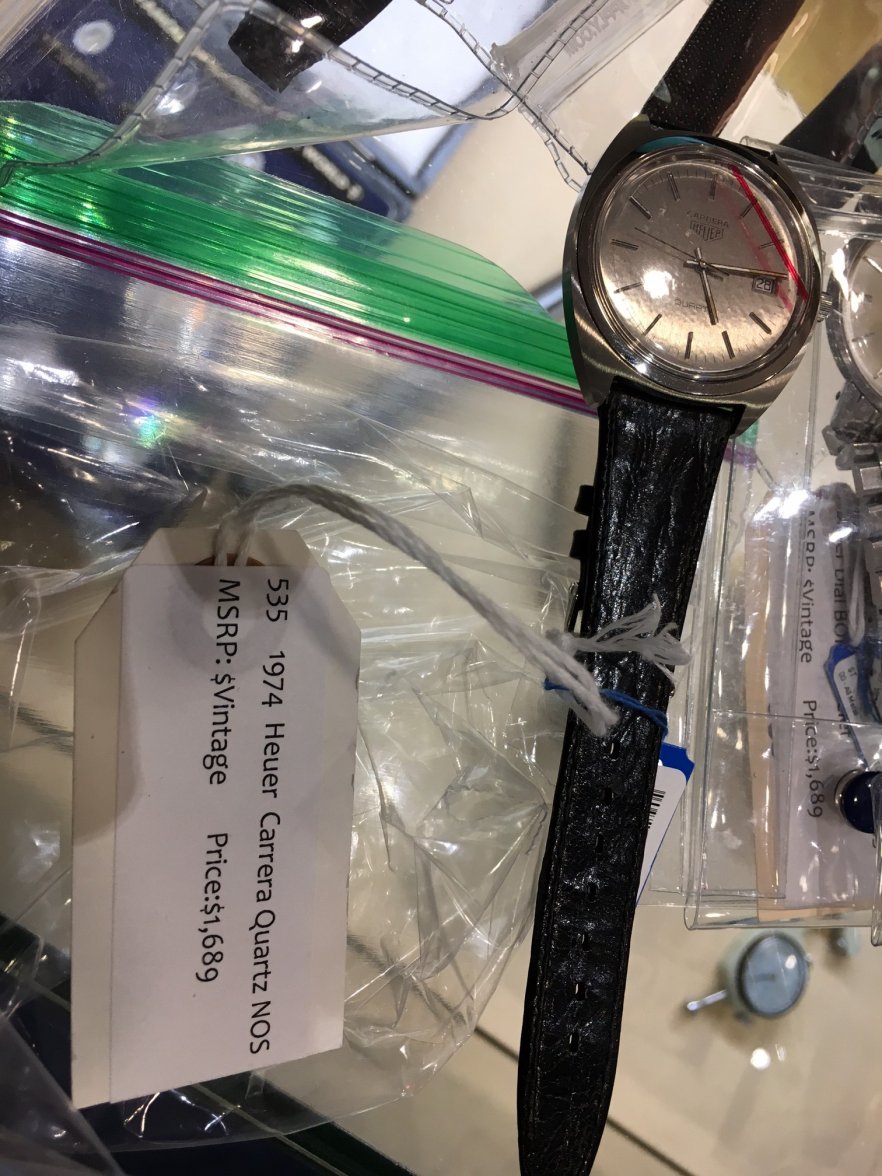 535 1974 Heuer Carrera Quartz NOS
MSRP: $Vintage Price:$1,689
CARRERA
HEUER
QUARTZ
28
MSRP: $Vintage Price:$1,689